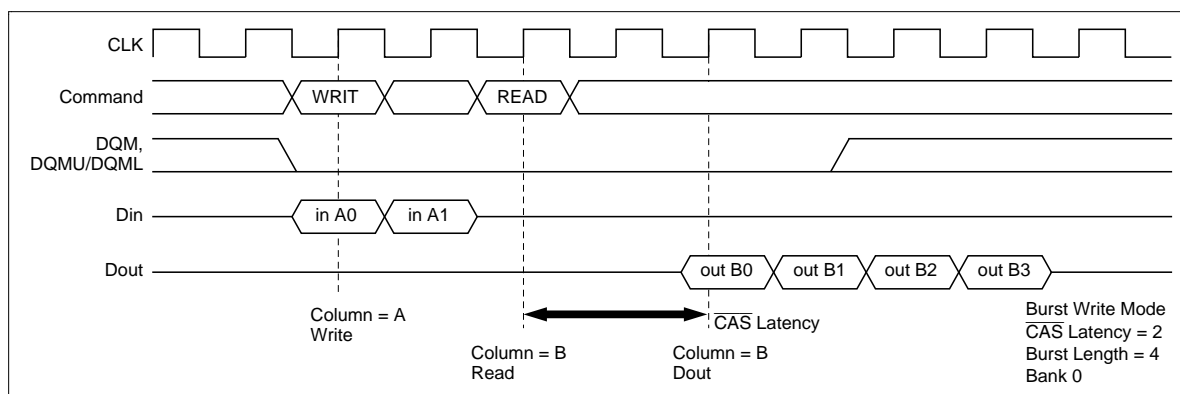 CLK
Command
WRIT
READ
DQM,
DQMU/DQML
Din
in A0
in A1
Dout
out B0
out B1
out B2
out B3
Column = A
Write
Column = B
Read
CAS Latency
Column = B
Dout
Burst Write Mode
CAS Latency = 2
Burst Length = 4
Bank 0